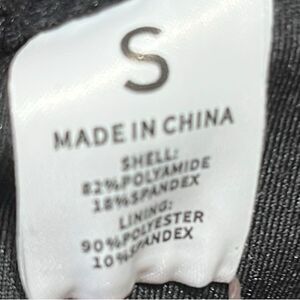 S
MADE IN CHINA
SHELL:
82%POLYAMIDE
18%SPANDEX
LINING:
90%POLYESTER
10%SPANDEX